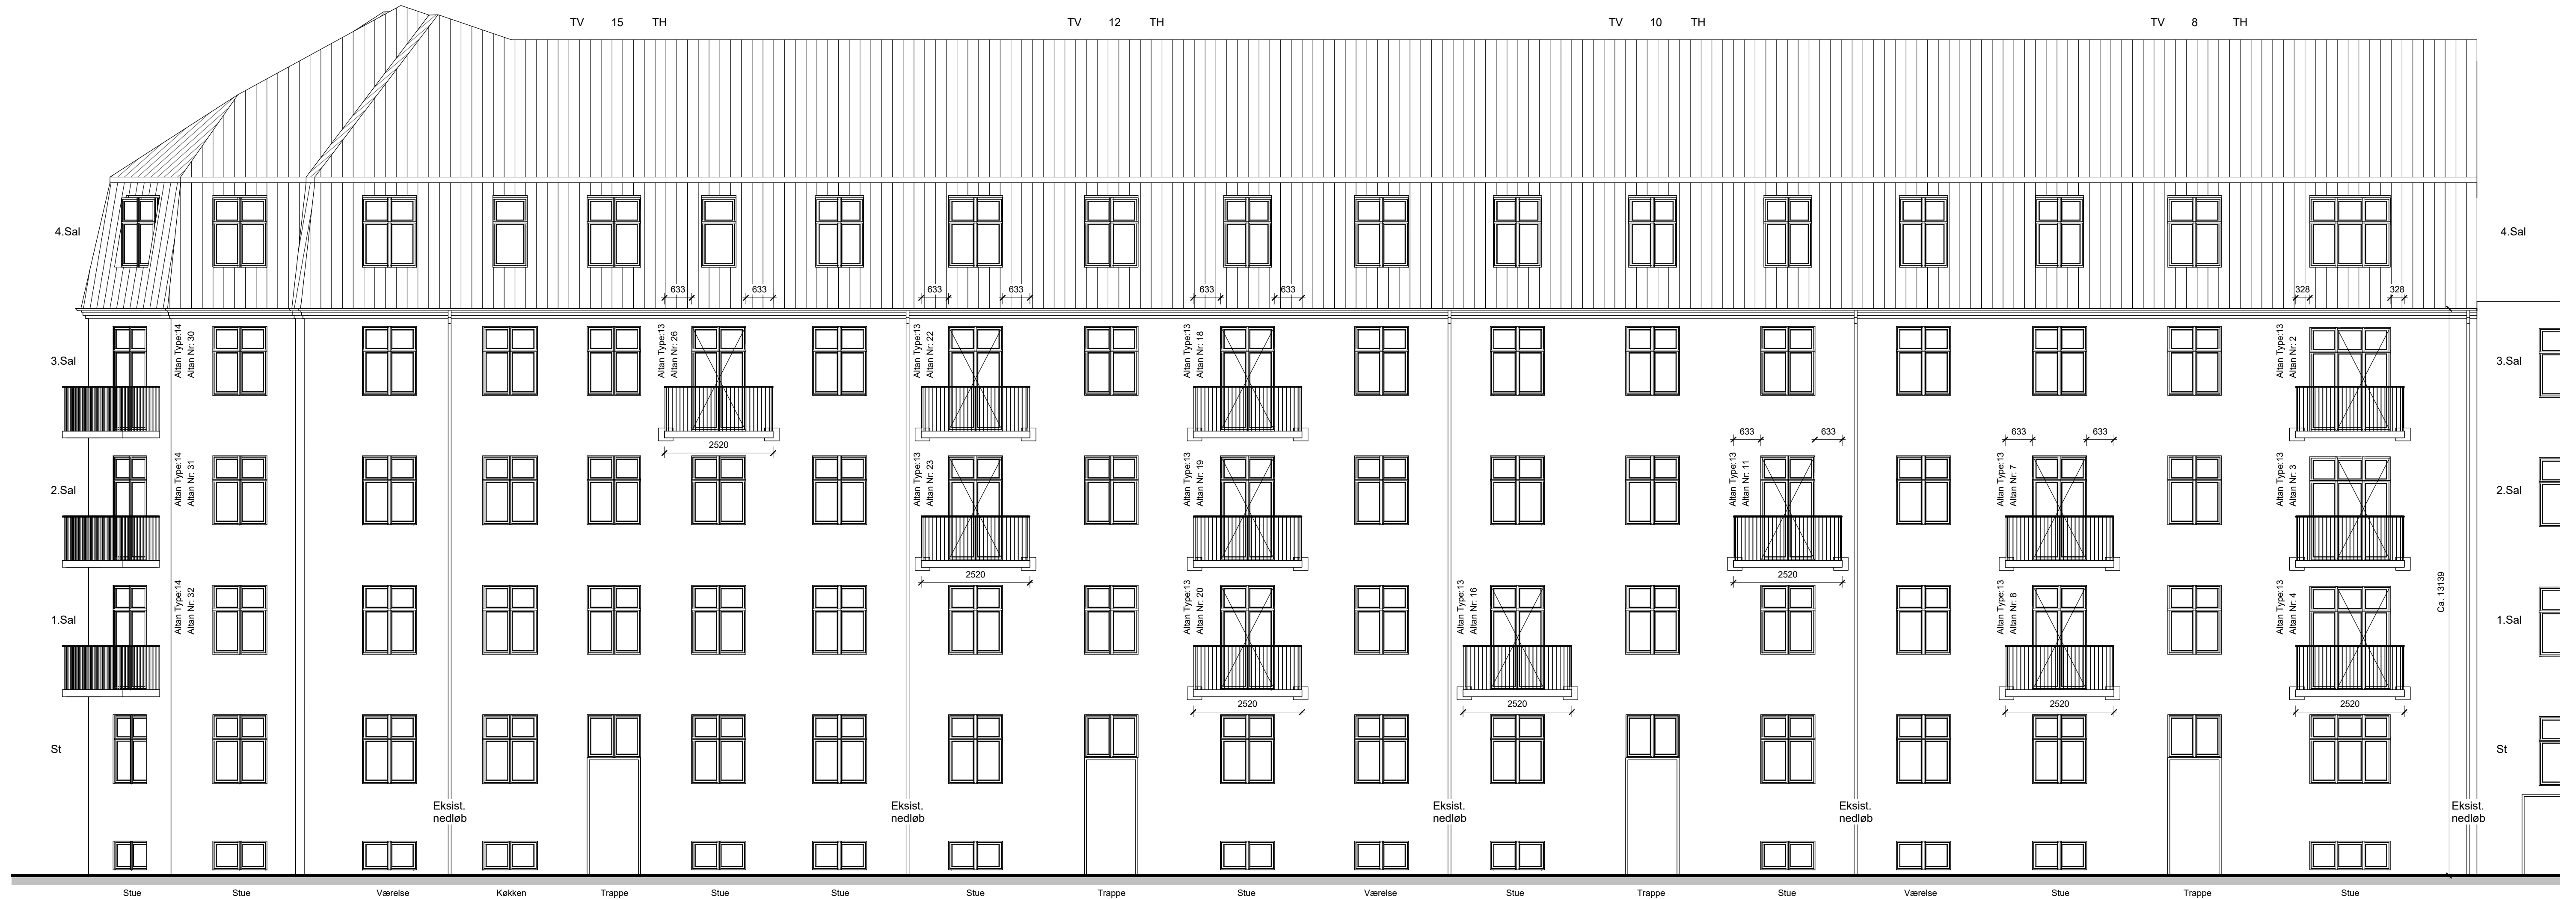 TV 15 TH
TV 12 TH
TV 10 TH
TV 8 TH
4.Sal
4.Sal
633
633
633
633
633
633
328
328
3.Sal
Altan Type:14
Altan Nr: 30
Altan Type:13
Altan Nr: 26
Altan Type:13
Altan Nr: 22
Altan Type:13
Altan Nr: 18
Altan Type:13
Altan Nr: 2
3.Sal
2520
633
633
633
633
2.Sal
Altan Type:14
Altan Nr: 31
Altan Type:13
Altan Nr: 23
Altan Type:13
Altan Nr: 19
Altan Type:13
Altan Nr: 11
Altan Type:13
Altan Nr: 7
Altan Type:13
Altan Nr: 3
2.Sal
2520
2520
1.Sal
Altan Type:14
Altan Nr: 32
Altan Type:13
Altan Nr: 20
Altan Type:13
Altan Nr: 16
Altan Type:13
Altan Nr: 8
Altan Type:13
Altan Nr: 4
Ca. 13139
1.Sal
2520
2520
2520
2520
St
St
Eksist.
nedløb
Eksist.
nedløb
Eksist.
nedløb
Eksist.
nedløb
Eksist.
nedløb
Stue Stue Værelse Køkken Trappe Stue Stue Stue Trappe Stue Værelse Stue Trappe Stue Værelse Stue Trappe Stue